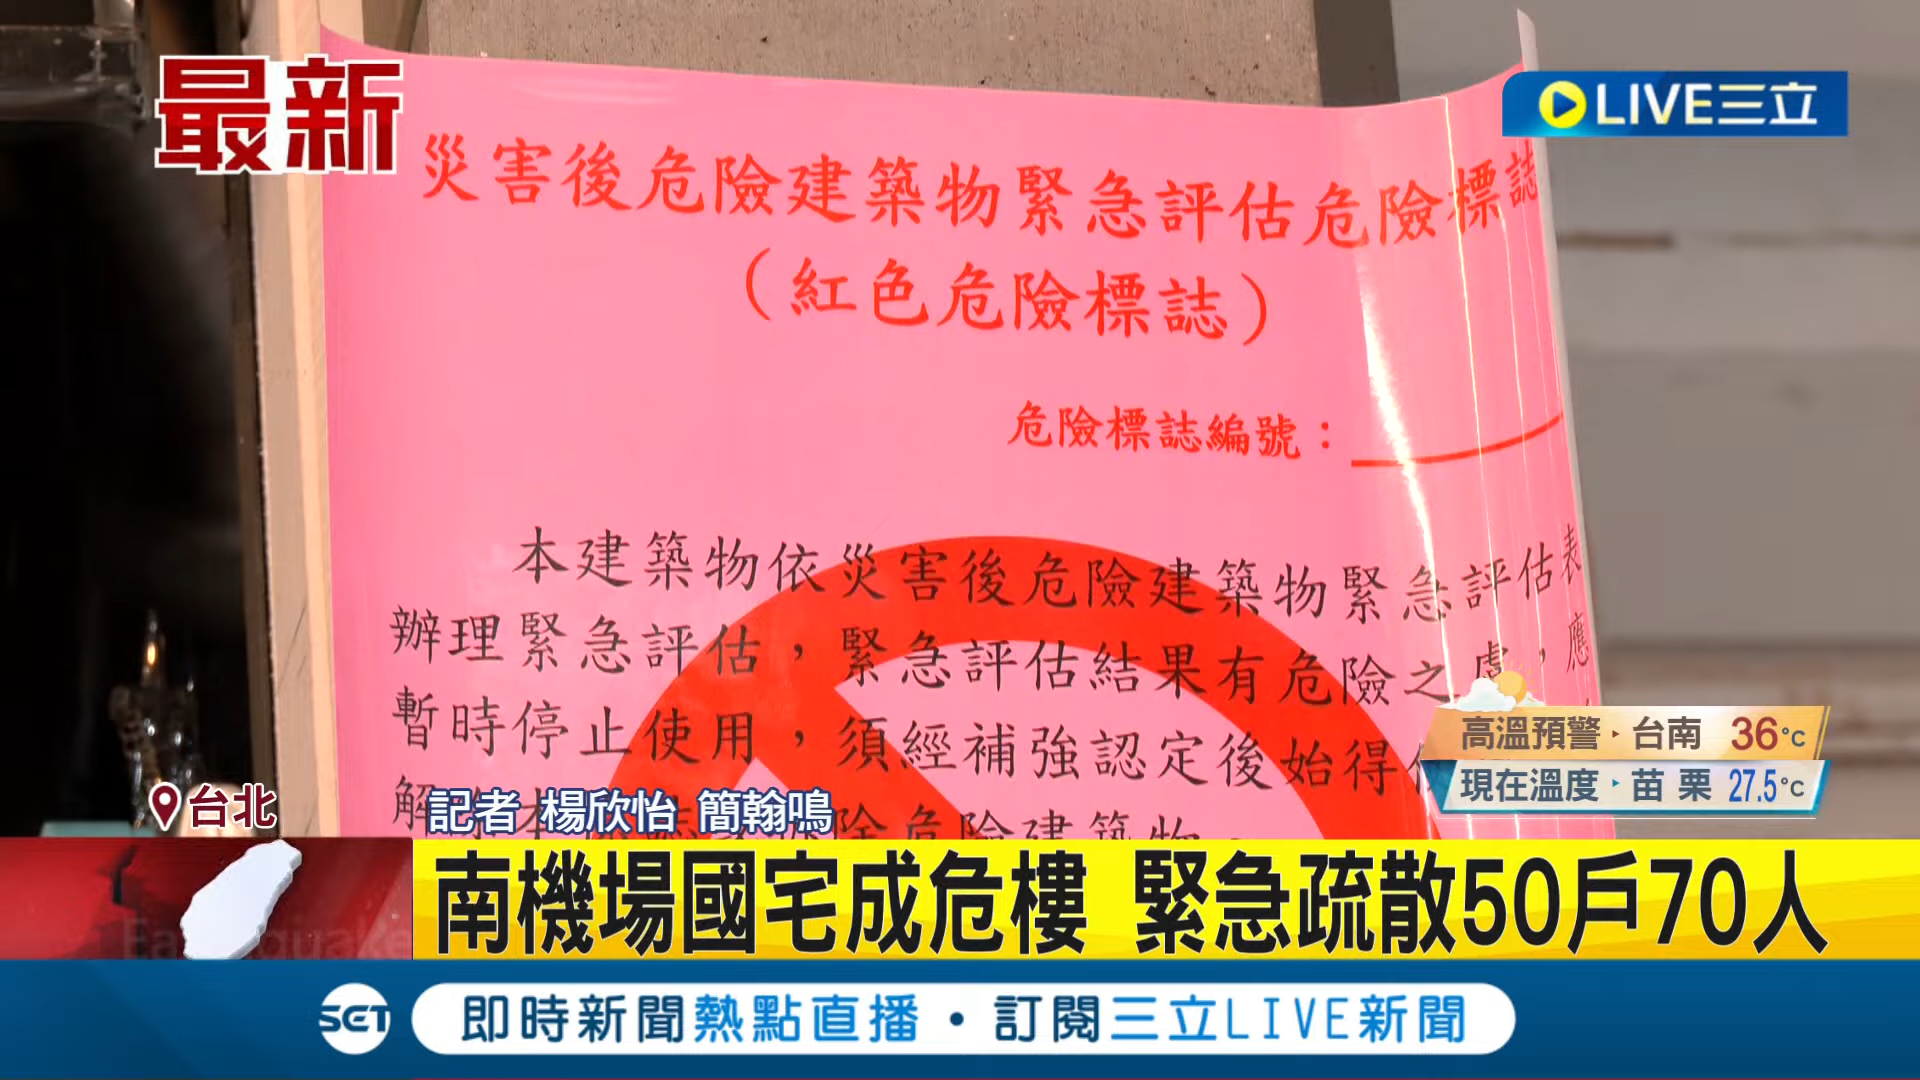 最新
LIVE三立
災害後危險建築物緊急評估危險標誌
（紅色危險標誌）
危險標誌編號：
本建築物依災害後危險建築物緊急評估表
辦理緊急評估，緊急評估結果有危險之處，應
暫時停止使用，須經補強認定後始得
解
高溫預警‧台南 36°C
現在溫度‧苗栗 27.5°C
台北
記者 楊欣怡 簡翰鳴
南機場國宅成危樓 緊急疏散50戶70人
SET
即時新聞熱點直播‧訂閱三立LIVE新聞